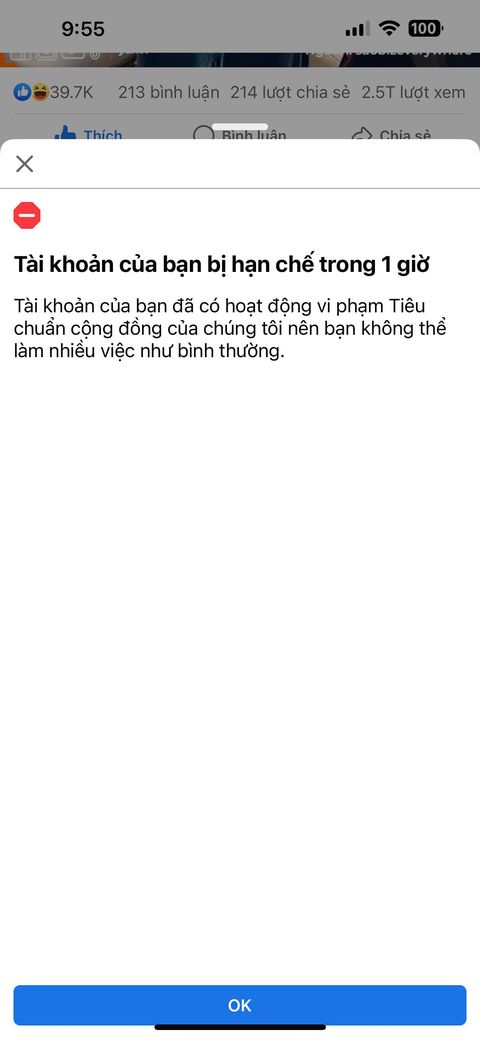 9:55
100
39.7K 213 bình luận 214 lượt chia sẻ 2.5T lượt xem
Thích Bình luận Chia sẻ
Tài khoản của bạn bị hạn chế trong 1 giờ
Tài khoản của bạn đã có hoạt động vi phạm Tiêu
chuẩn cộng đồng của chúng tôi nên bạn không thể
làm nhiều việc như bình thường.
OK